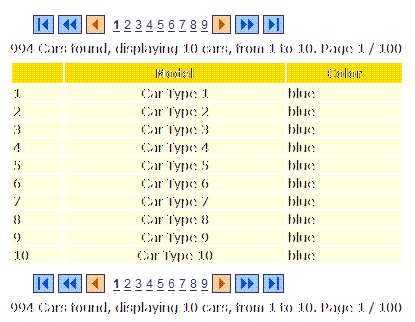 1 2 3 4 5 6 7 8 9
994 Cars found, displaying 10 cars, from 1 to 10. Page 1 / 100
Model Color
1 Car Type 1 blue
2 Car Type 2 blue
3 Car Type 3 blue
4 Car Type 4 blue
5 Car Type 5 blue
6 Car Type 6 blue
7 Car Type 7 blue
8 Car Type 8 blue
9 Car Type 9 blue
10 Car Type 10 blue
1 2 3 4 5 6 7 8 9
994 Cars found, displaying 10 cars, from 1 to 10. Page 1 / 100